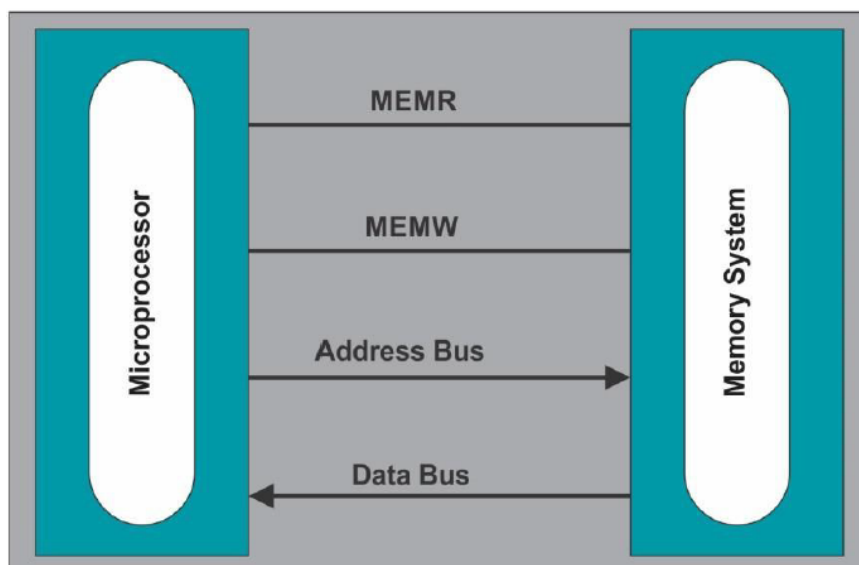 Microprocessor
MEMR
MEMW
Address Bus
Data Bus
Memory System